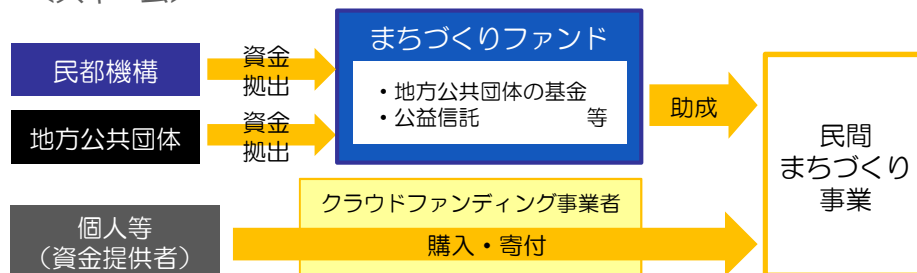 まちづくりファンド
民都機構
資金
拠出
・地方公共団体の基金
・公益信託 等
助成
地方公共団体
資金
拠出
民間
まちづくり
事業
クラウドファンディング事業者
個人等
（資金提供者）
購入・寄付